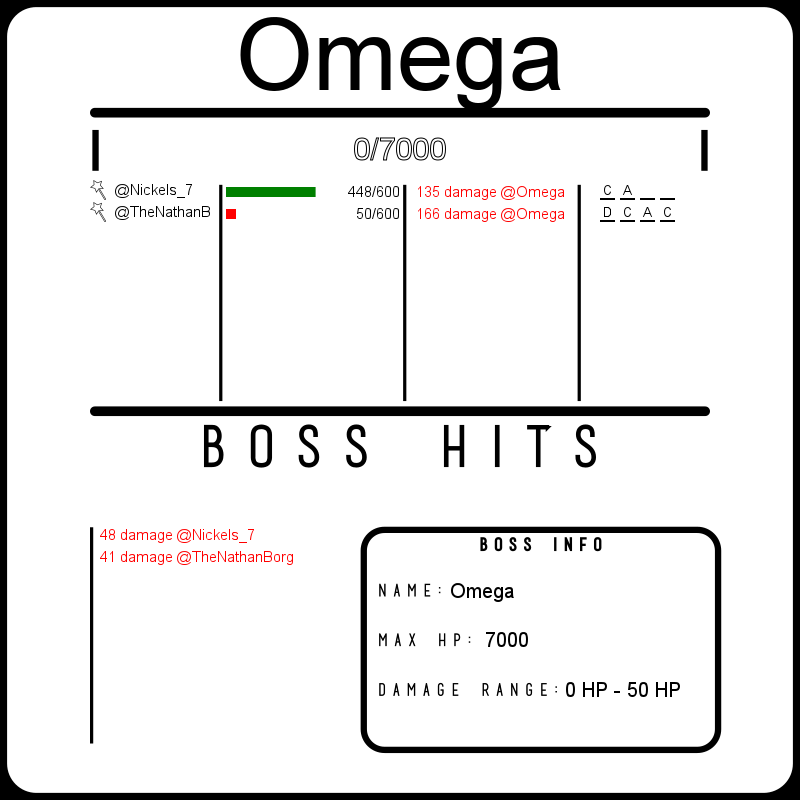 Omega
0/7000
@Nickels_7 448/600 135 damage @Omega C A _ _
@TheNathanB 50/600 166 damage @Omega D C A C
BOSS HITS
48 damage @Nickels_7
41 damage @TheNathanBorg
BOSS INFO
NAME: Omega
MAX HP: 7000
DAMAGE RANGE: 0 HP - 50 HP